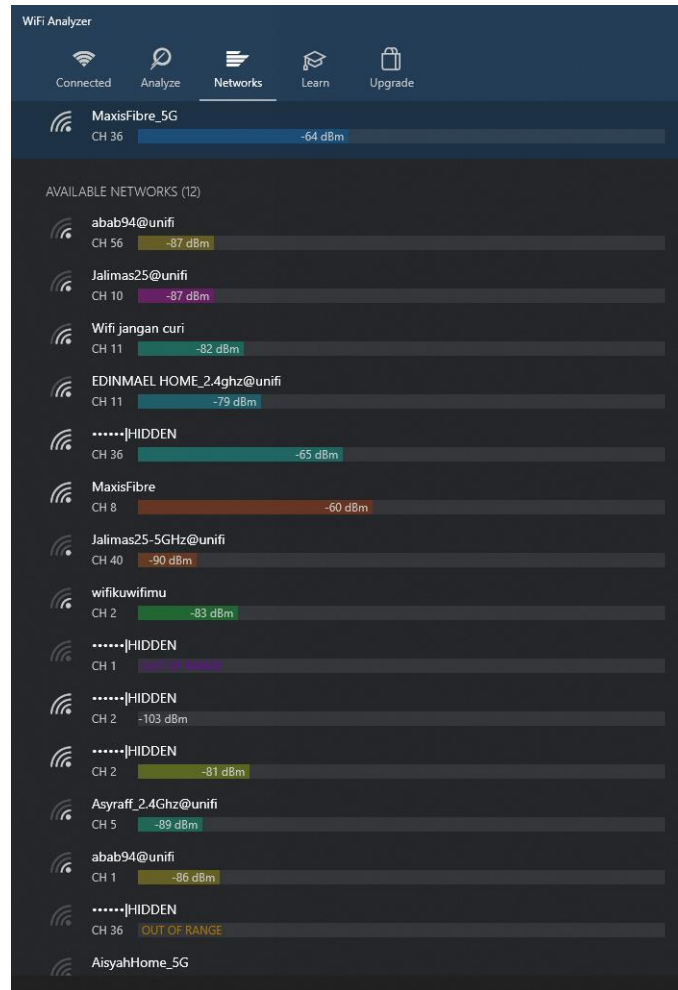 WiFi Analyzer
Connected Analyze Networks Learn Upgrade
MaxisFibre_5G
CH 36 -64 dBm
AVAILABLE NETWORKS (12)
abab94@unifi
CH 56 -87 dBm
Jalimas25@unifi
CH 10 -87 dBm
Wifi jangan curi
CH 11 -82 dBm
EDINMAEL HOME_2.4ghz@unifi
CH 11 -79 dBm
••••••|HIDDEN
CH 36 -65 dBm
MaxisFibre
CH 8 -60 dBm
Jalimas25-5GHz@unifi
CH 40 -90 dBm
wifikuwifimu
CH 2 -83 dBm
••••••|HIDDEN
CH 1 OUT OF RANGE
••••••|HIDDEN
CH 2 -103 dBm
••••••|HIDDEN
CH 2 -81 dBm
Asyraff_2.4Ghz@unifi
CH 5 -89 dBm
abab94@unifi
CH 1 -86 dBm
••••••|HIDDEN
CH 36 OUT OF RANGE
AisyahHome_5G